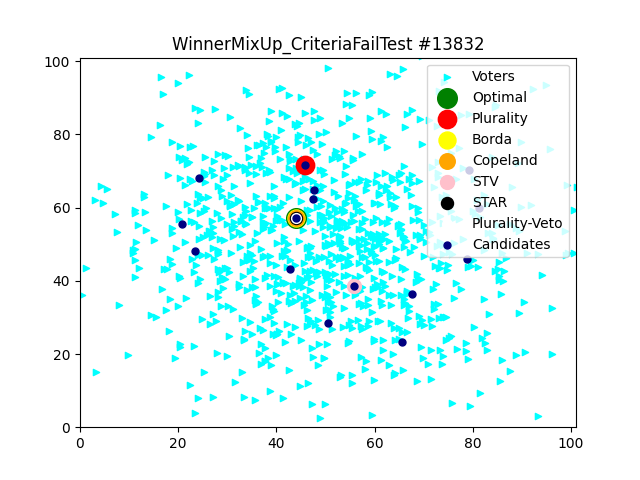 WinnerMixUp_CriteriaFailTest #13832
100
80
60
40
20
0
0
20
40
60
80
100
Voters
Optimal
Plurality
Borda
Copeland
STV
STAR
Plurality-Veto
Candidates